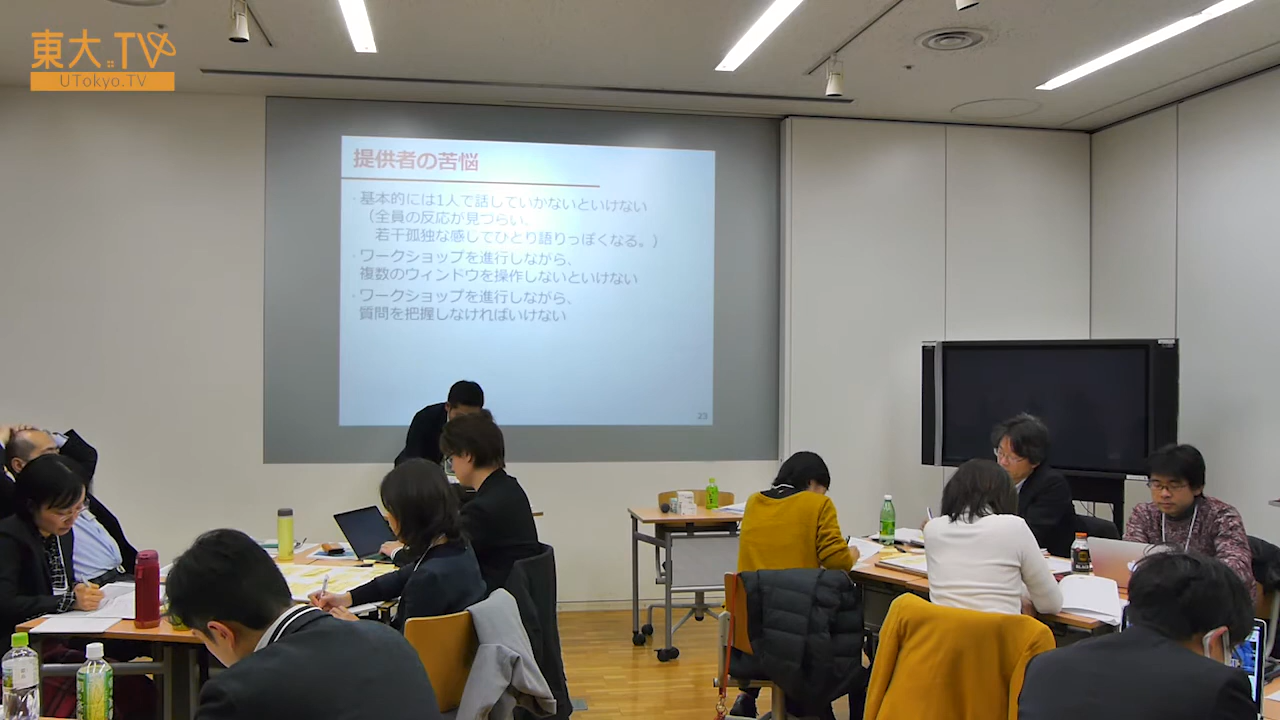 東大TV
UTokyo.TV
提供者の苦悩
・基本的には1人で話していかないといけない
（全員の反応が見づらい、
若干孤独な感じてひとり語りっぽくなる。）
・ワークショップを進行しながら、
複数のウィンドウを操作しないといけない
・ワークショップを進行しながら、
質問を把握しなければいけない
23